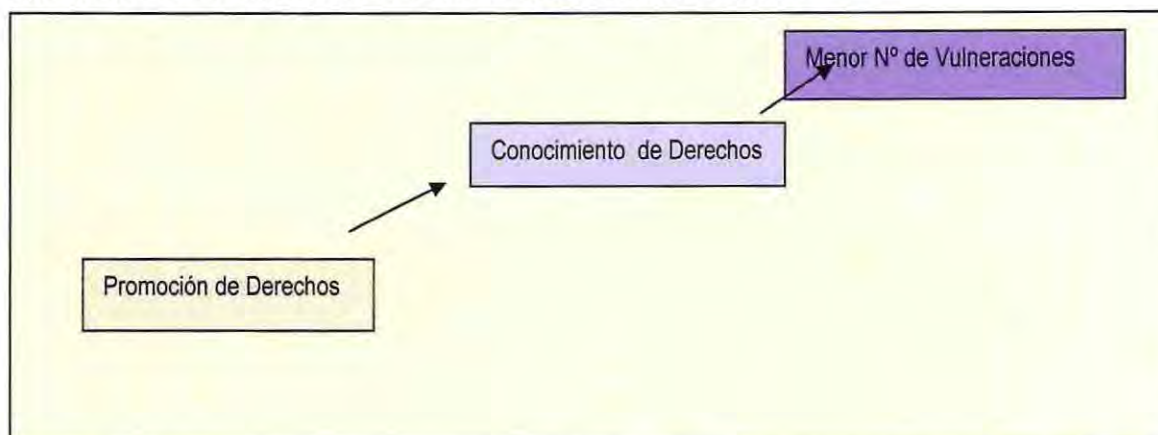 Menor Nº de Vulneraciones
Conocimiento de Derechos
Promoción de Derechos